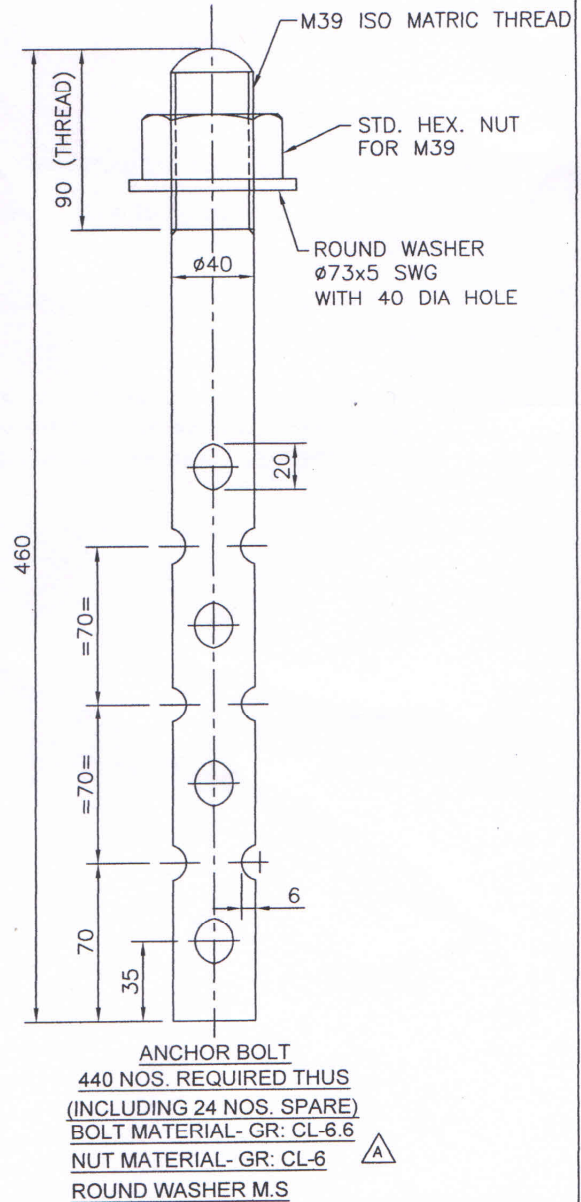 M39 ISO MATRIC THREAD
90 (THREAD)
STD. HEX. NUT
FOR M39
ROUND WASHER
ø73x5 SWG
WITH 40 DIA HOLE
ø40
20
460
=70=
=70=
6
70
35
ANCHOR BOLT
440 NOS. REQUIRED THUS
(INCLUDING 24 NOS. SPARE)
BOLT MATERIAL- GR: CL-6.6
NUT MATERIAL- GR: CL-6
A
ROUND WASHER M.S